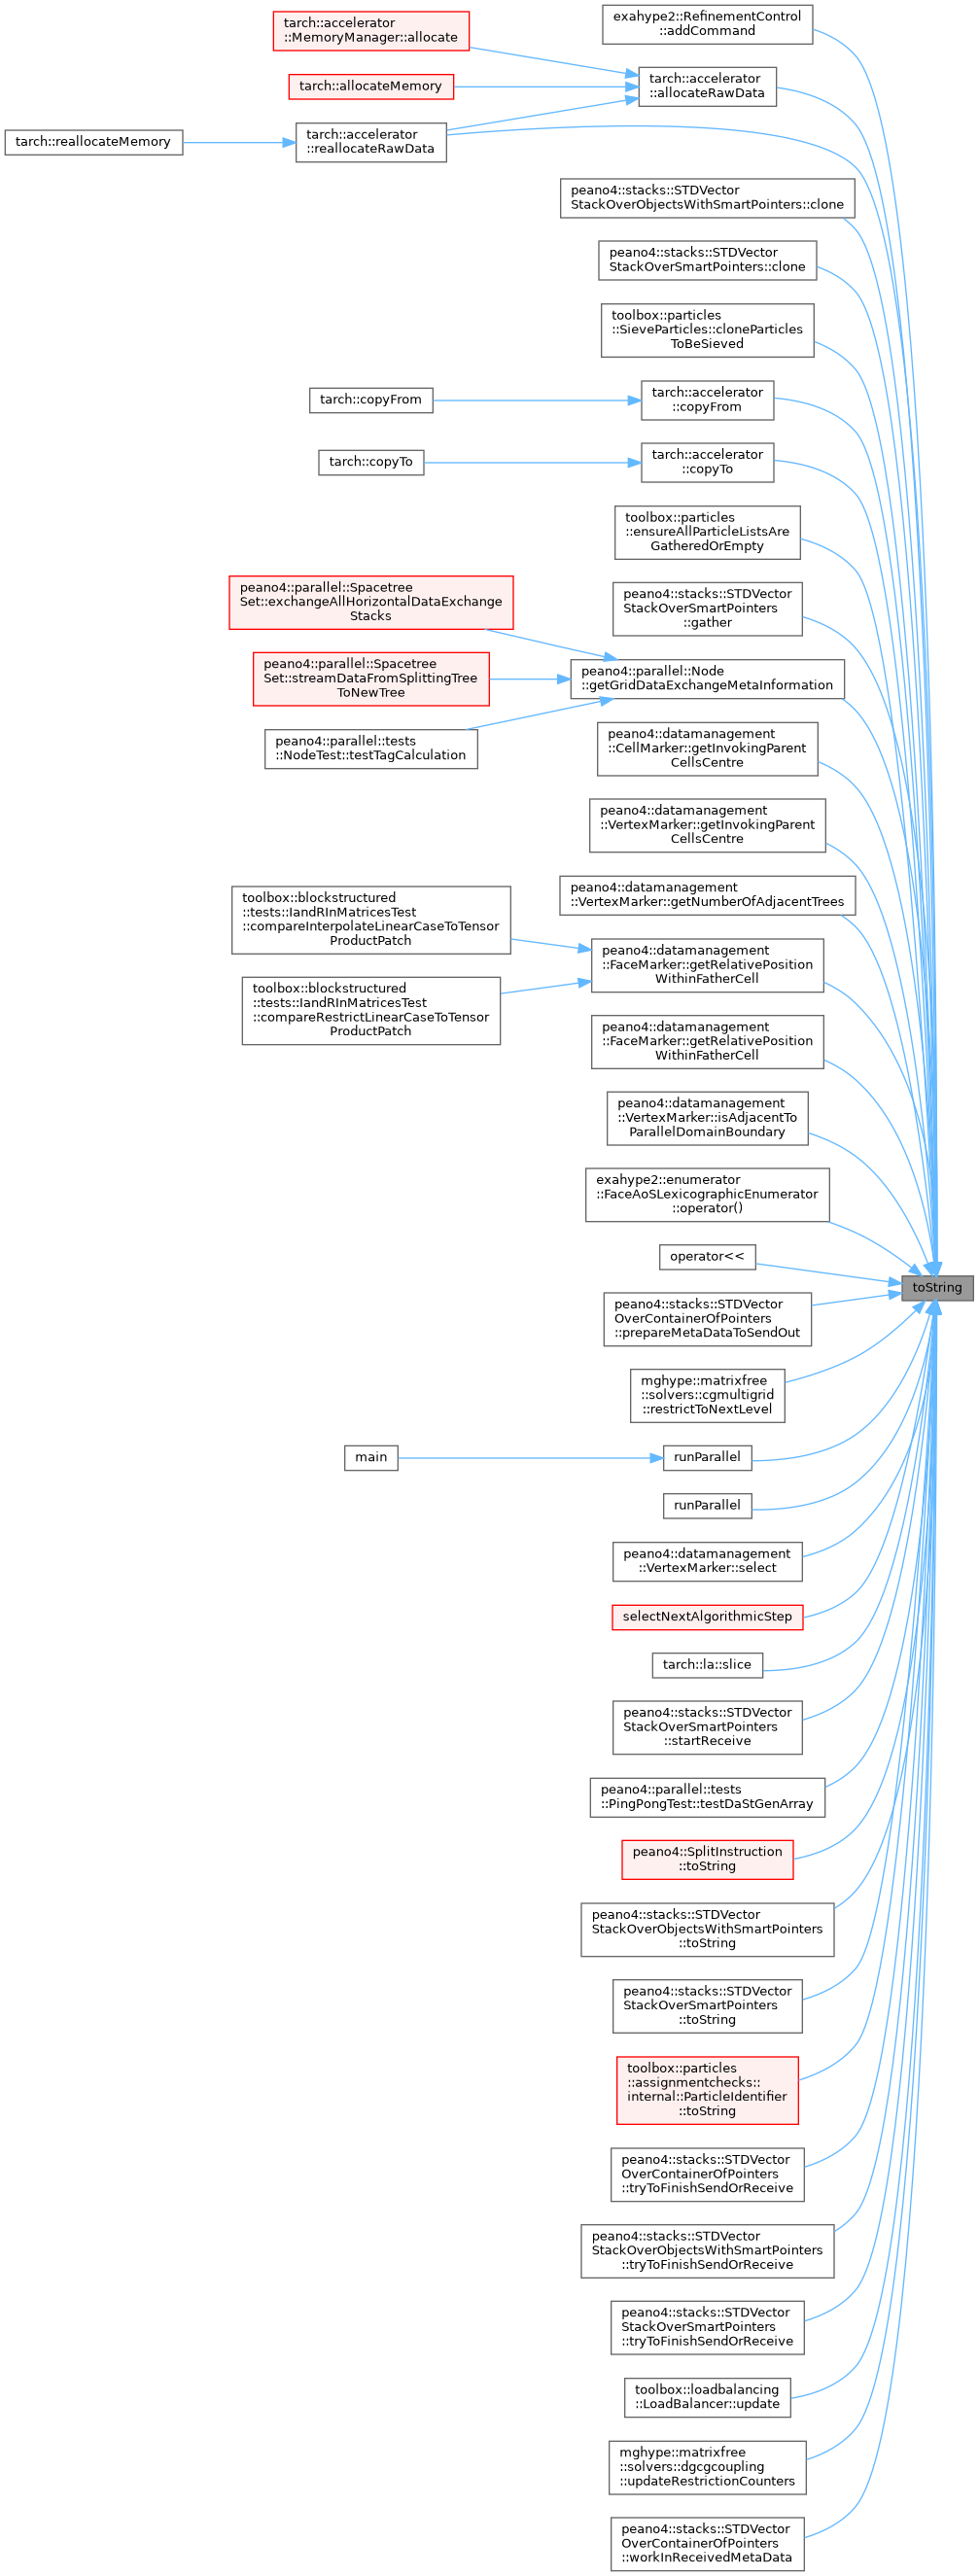 exahype2::RefinementControl
::addCommand
tarch::accelerator
::MemoryManager::allocate
tarch::accelerator
::allocateRawData
tarch::allocateMemory
tarch::accelerator
::reallocateRawData
tarch::reallocateMemory
peano4::stacks::STDVector
StackOverObjectsWithSmartPointers::clone
peano4::stacks::STDVector
StackOverSmartPointers::clone
toolbox::particles
::SieveParticles::cloneParticles
ToBeSieved
tarch::accelerator
::copyFrom
tarch::copyFrom
tarch::accelerator
::copyTo
tarch::copyTo
toolbox::particles
::ensureAllParticleListsAre
GatheredOrEmpty
peano4::stacks::STDVector
StackOverSmartPointers
::gather
peano4::parallel::Spacetree
Set::exchangeAllHorizontalDataExchange
Stacks
peano4::parallel::Node
::getGridDataExchangeMetaInformation
peano4::parallel::Spacetree
Set::streamDataFromSplittingTree
ToNewTree
peano4::parallel::tests
::NodeTest::testTagCalculation
peano4::datamanagement
::CellMarker::getInvokingParent
CellsCentre
peano4::datamanagement
::VertexMarker::getInvokingParent
CellsCentre
peano4::datamanagement
::VertexMarker::getNumberOfAdjacentTrees
toolbox::blockstructured
::tests::IandRInMatricesTest
::compareInterpolateLinearCaseToTensor
ProductPatch
peano4::datamanagement
::FaceMarker::getRelativePosition
WithinFatherCell
toolbox::blockstructured
::tests::IandRInMatricesTest
::compareRestrictLinearCaseToTensor
ProductPatch
peano4::datamanagement
::FaceMarker::getRelativePosition
WithinFatherCell
peano4::datamanagement
::VertexMarker::isAdjacentTo
ParallelDomainBoundary
exahype2::enumerator
::FaceAoSLexicographicEnumerator
::operator()
operator<<
toString
peano4::stacks::STDVector
OverContainerOfPointers
::prepareMetaDataToSendOut
mghype::matrixfree
::solvers::cgmultigrid
::restrictToNextLevel
main
runParallel
runParallel
peano4::datamanagement
::VertexMarker::select
selectNextAlgorithmicStep
tarch::la::slice
peano4::stacks::STDVector
StackOverSmartPointers
::startReceive
peano4::parallel::tests
::PingPongTest::testDaStGenArray
peano4::SplitInstruction
::toString
peano4::stacks::STDVector
StackOverObjectsWithSmartPointers
::toString
peano4::stacks::STDVector
StackOverSmartPointers
::toString
toolbox::particles
::assignmentchecks::
internal::ParticleIdentifier
::toString
peano4::stacks::STDVector
OverContainerOfPointers
::tryToFinishSendOrReceive
peano4::stacks::STDVector
StackOverObjectsWithSmartPointers
::tryToFinishSendOrReceive
peano4::stacks::STDVector
StackOverSmartPointers
::tryToFinishSendOrReceive
toolbox::loadbalancing
::LoadBalancer::update
mghype::matrixfree
::solvers::dgcgcoupling
::updateRestrictionCounters
peano4::stacks::STDVector
OverContainerOfPointers
::workInReceivedMetaData